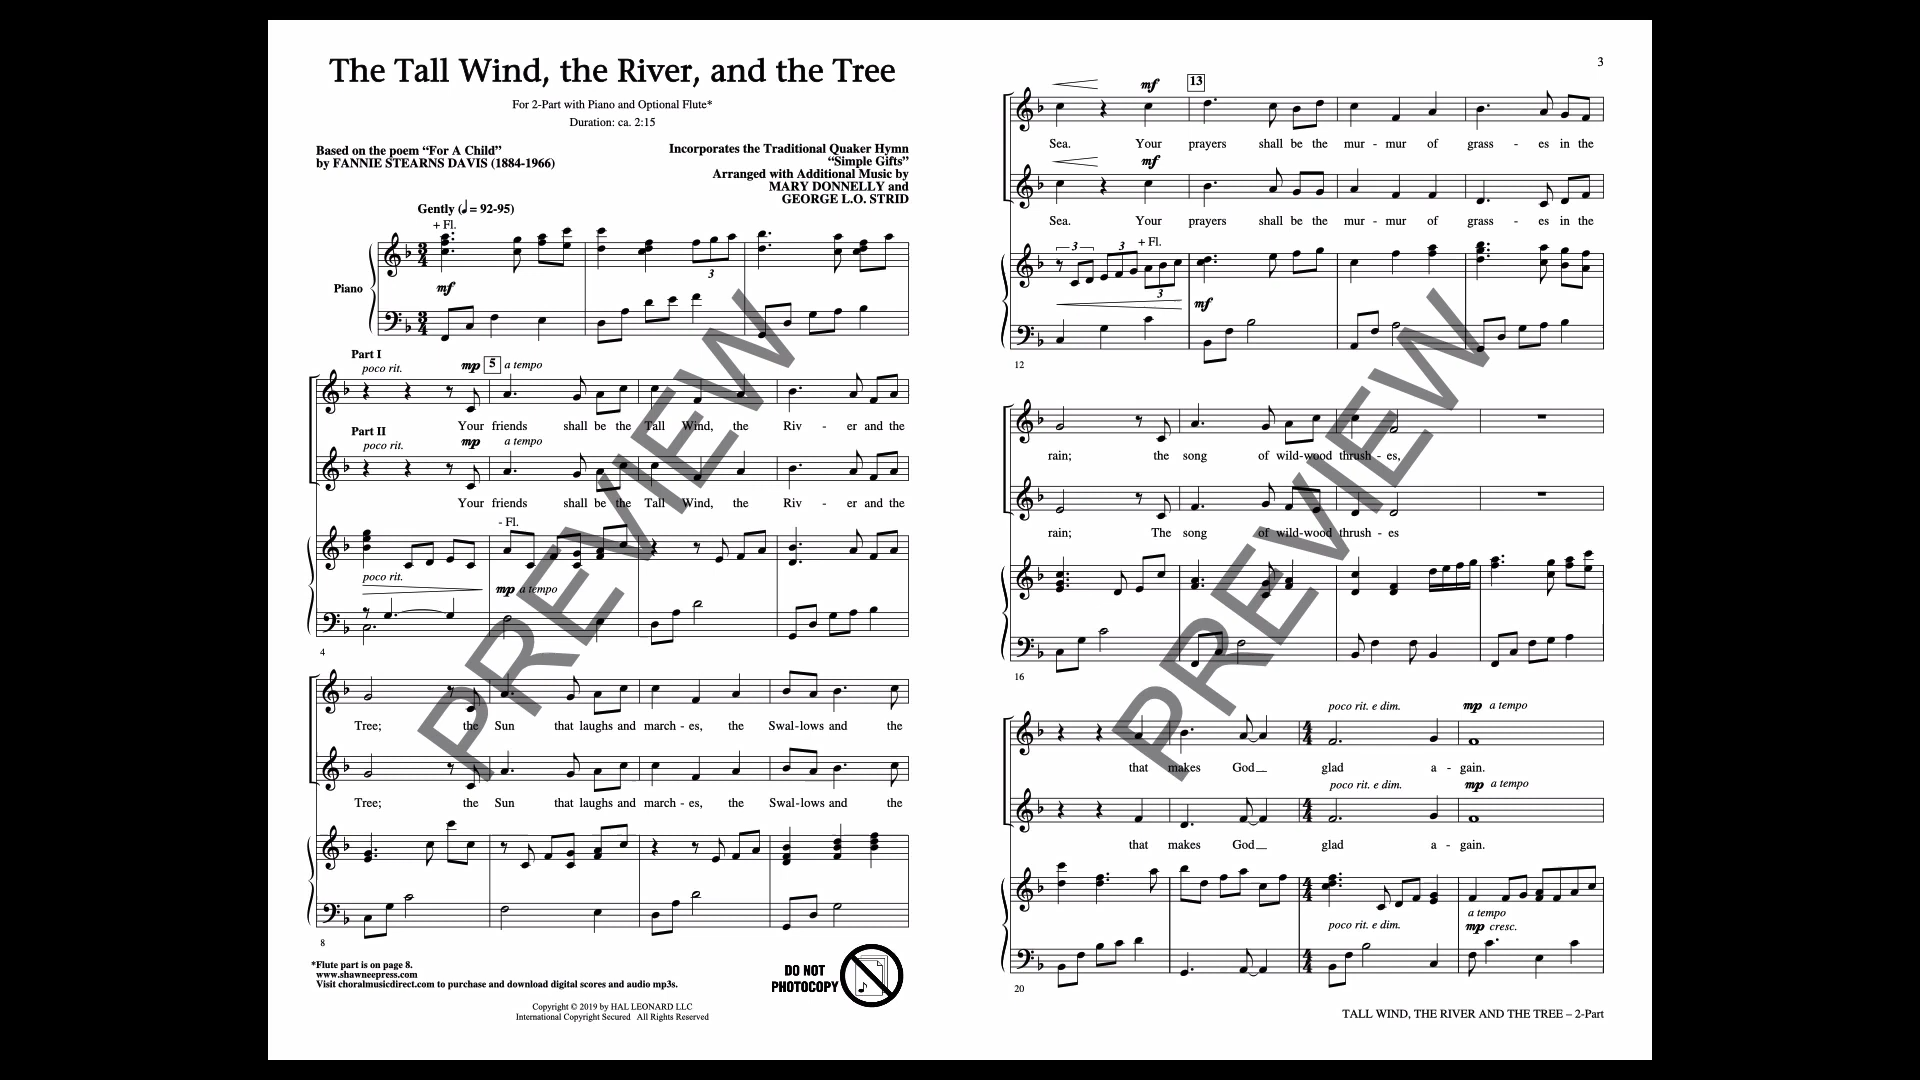 The Tall Wind, the River, and the Tree
For 2-Part with Piano and Optional Flute*
Duration: ca. 2:15
Based on the poem “For A Child”
by FANNIE STEARNS DAVIS (1884-1966)
Incorporates the Traditional Quaker Hymn
“Simple Gifts”
Arranged with Additional Music by
MARY DONNELLY and
GEORGE L.O. STRID
Gently (♩= 92-95)
+ Fl.
Piano
mf
3
Part I
poco rit.
mp 5 a tempo
Your friends shall be the Tall Wind, the Riv - er and the
Part II
poco rit.
mp a tempo
Your friends shall be the Tall Wind, the Riv - er and the
- Fl.
poco rit.
mp a tempo
4
Tree; the Sun that laughs and march - es, the Swal-lows and the
Tree; the Sun that laughs and march - es, the Swal-lows and the
8
*Flute part is on page 8.
www.shawneepress.com
Visit choralmusicdirect.com to purchase and download digital scores and audio mp3s.
DO NOT
PHOTOCOPY
Copyright © 2019 by HAL LEONARD LLC
International Copyright Secured All Rights Reserved
PREVIEW
3
mf 13
Sea. Your prayers shall be the mur - mur of grass - es in the
mf
Sea. Your prayers shall be the mur - mur of grass - es in the
3 3 + Fl.
3
mf
12
rain; the song of wild-wood thrush - es,
rain; The song of wild-wood thrush - es
16
poco rit. e dim. mp a tempo
that makes God__ glad a - gain.
poco rit. e dim. mp a tempo
that makes God__ glad a - gain.
a tempo
poco rit. e dim. mp cresc.
20
TALL WIND, THE RIVER AND THE TREE – 2-Part
PREVIEW